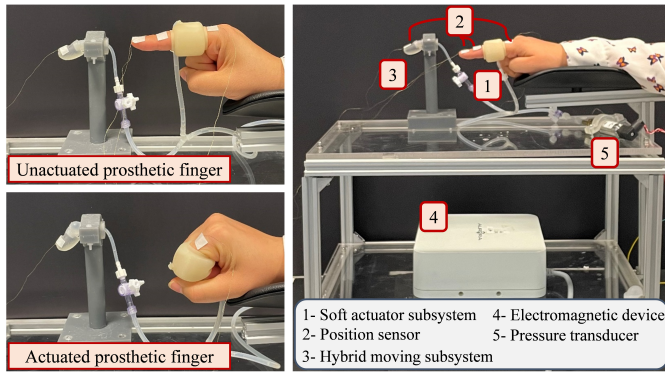 Unactuated prosthetic finger
Actuated prosthetic finger
2
3
1
5
4
1- Soft actuator subsystem 4- Electromagnetic device
2- Position sensor 5- Pressure transducer
3- Hybrid moving subsystem